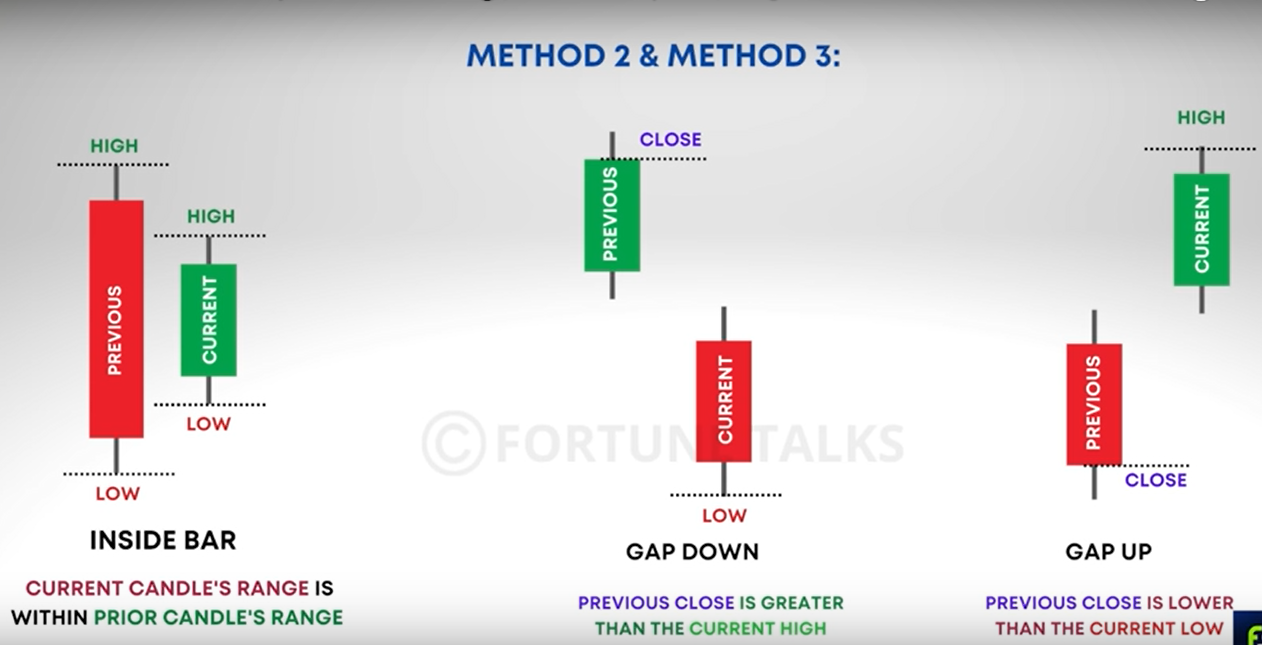 METHOD 2 & METHOD 3:
HIGH
PREVIOUS
LOW
HIGH
CURRENT
LOW
INSIDE BAR
CURRENT CANDLE'S RANGE IS
WITHIN PRIOR CANDLE'S RANGE
CLOSE
PREVIOUS
CURRENT
LOW
GAP DOWN
PREVIOUS CLOSE IS GREATER
THAN THE CURRENT HIGH
HIGH
CURRENT
PREVIOUS
CLOSE
GAP UP
PREVIOUS CLOSE IS LOWER
THAN THE CURRENT LOW
© FORTUNE TALKS